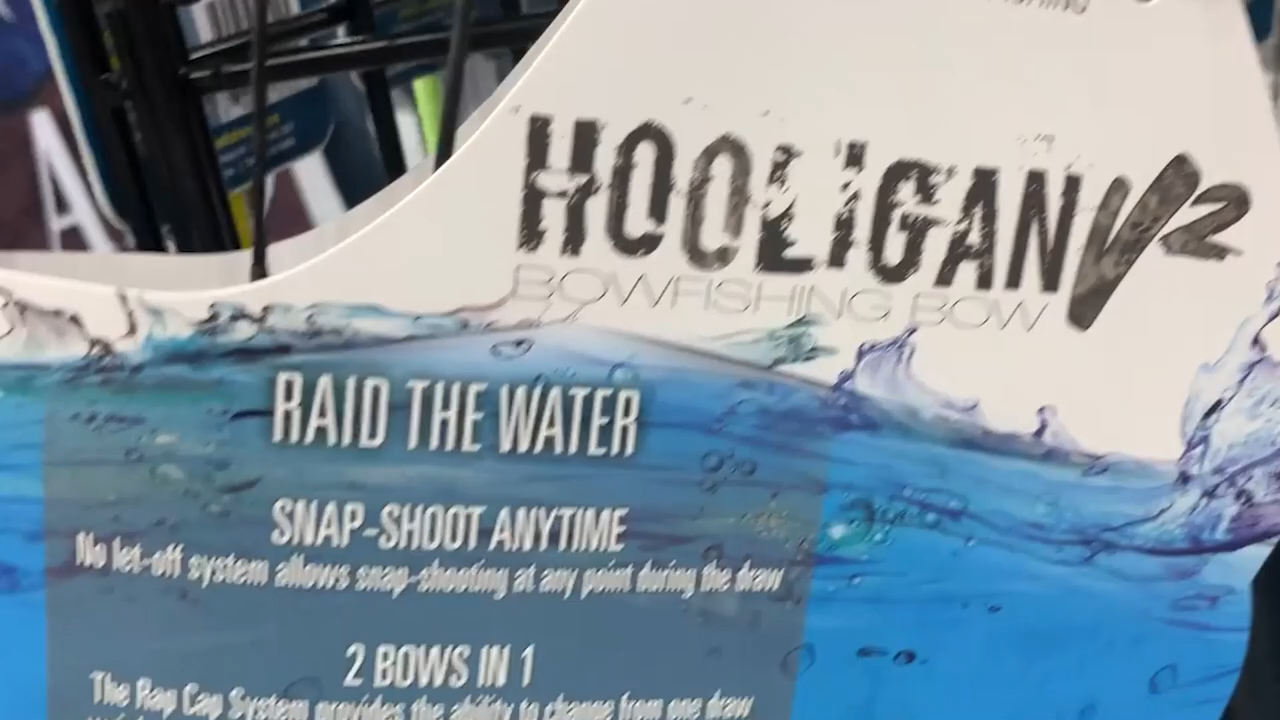 HOOLIGAN V2
BOWFISHING BOW
RAID THE WATER
SNAP-SHOOT ANYTIME
No let-off system allows snap-shooting at any point during the draw
2 BOWS IN 1
The Rap Cap System provides the ability to change from one draw